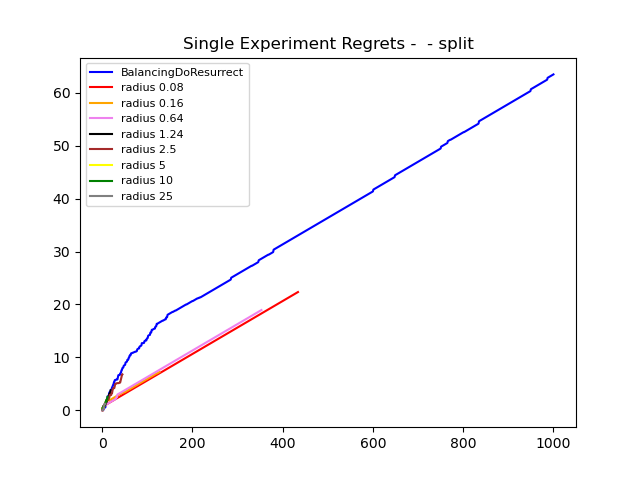 Single Experiment Regrets -  - split
BalancingDoResurrect
radius 0.08
radius 0.16
radius 0.64
radius 1.24
radius 2.5
radius 5
radius 10
radius 25
60
50
40
30
20
10
0
0 200 400 600 800 1000